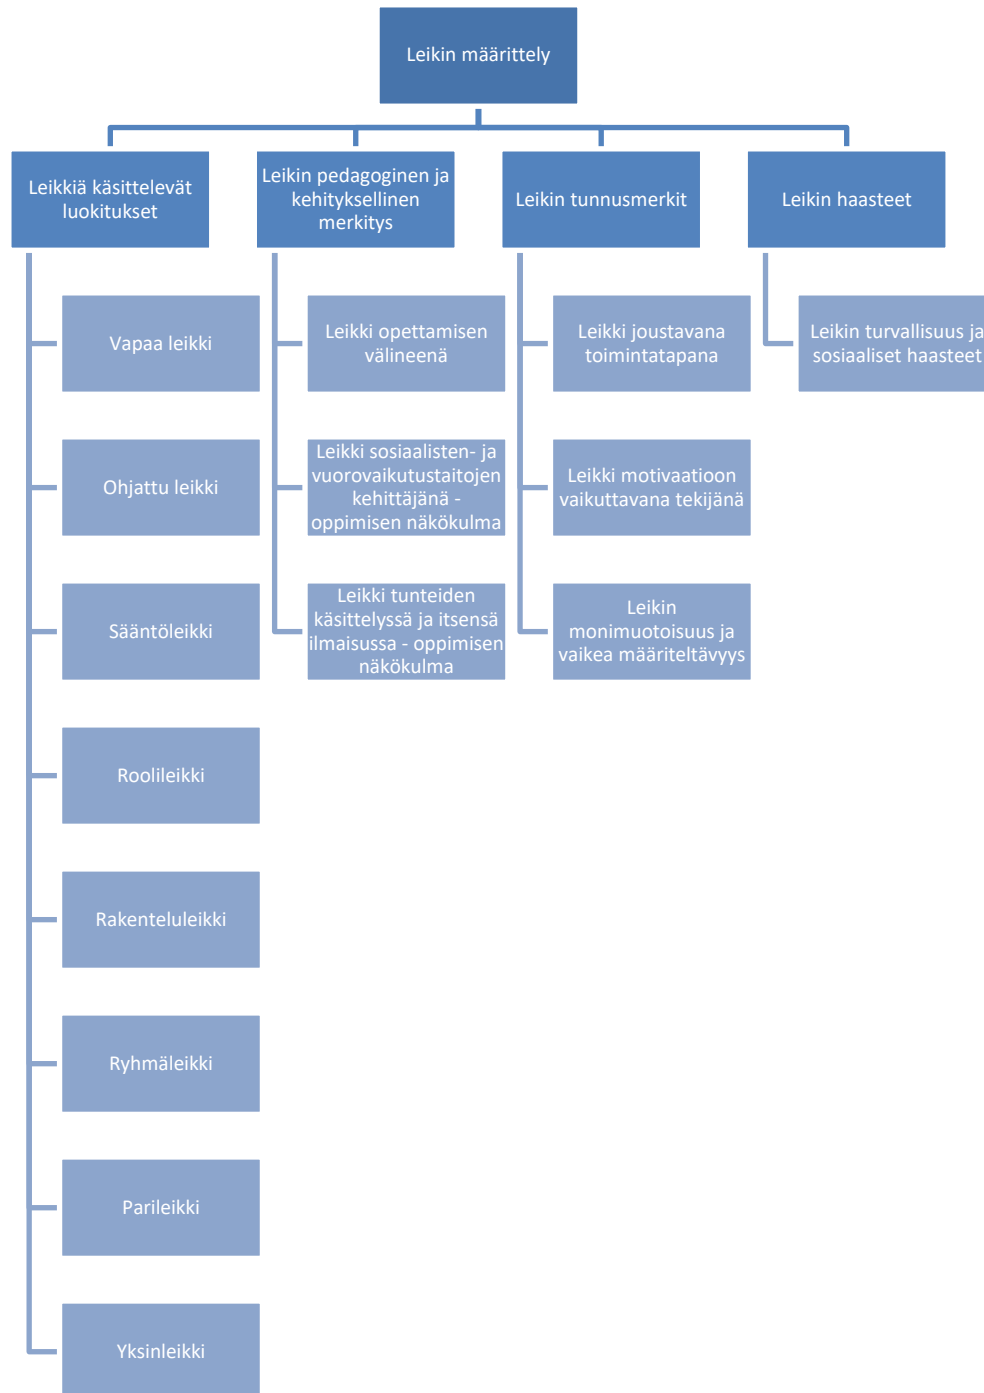 Leikin määrittely
Leikkiä käsittelevät
luokitukset
Vapaa leikki
Ohjattu leikki
Sääntöleikki
Roolileikki
Rakenteluleikki
Ryhmäleikki
Parileikki
Yksinleikki
Leikin pedagoginen ja
kehityksellinen
merkitys
Leikki opettamisen
välineenä
Leikki sosiaalisten- ja
vuorovaikutustaitojen
kehittäjänä -
oppimisen näkökulma
Leikki tunteiden
käsittelyssä ja itsensä
ilmaisussa - oppimisen
näkökulma
Leikin tunnusmerkit
Leikki joustavana
toimintatapana
Leikki motivaatioon
vaikuttavana tekijänä
Leikin
monimuotoisuus ja
vaikea määriteltävyys
Leikin haasteet
Leikin turvallisuus ja
sosiaaliset haasteet